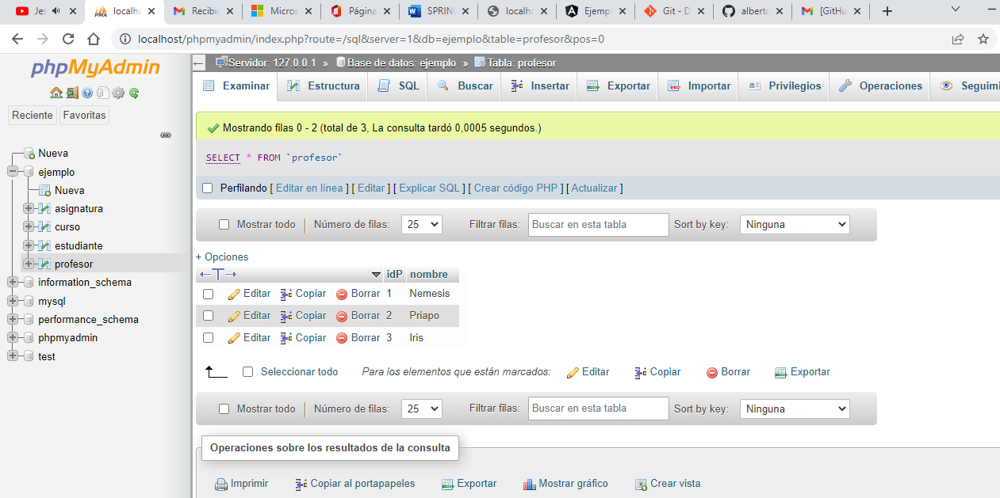 Jes
localho
Recibid
Micros
Página
SPRIN
localho
Ejempl
Git - D
alberto
[GitHu
localhost/phpmyadmin/index.php?route=/sql&server=1&db=ejemplo&table=profesor&pos=0
phpMyAdmin
Reciente
Favoritas
Nueva
ejemplo
Nueva
asignatura
curso
estudiante
profesor
information_schema
mysql
performance_schema
phpmyadmin
test
Servidor: 127.0.0.1 » Base de datos: ejemplo » Tabla: profesor
Examinar Estructura SQL Buscar Insertar Exportar Importar Privilegios Operaciones Seguimi
Mostrando filas 0 - 2 (total de 3, La consulta tardó 0,0005 segundos.)
SELECT * FROM `profesor`
Perfilando [ Editar en línea ] [ Editar ] [ Explicar SQL ] [ Crear código PHP ] [ Actualizar ]
Mostrar todo | Número de filas: 25 Filtrar filas: Buscar en esta tabla Sort by key: Ninguna
+ Opciones
←T→ idP nombre
Editar Copiar Borrar 1 Nemesis
Editar Copiar Borrar 2 Priapo
Editar Copiar Borrar 3 Iris
Seleccionar todo Para los elementos que están marcados: Editar Copiar Borrar Exportar
Mostrar todo | Número de filas: 25 Filtrar filas: Buscar en esta tabla Sort by key: Ninguna
Operaciones sobre los resultados de la consulta
Imprimir Copiar al portapapeles Exportar Mostrar gráfico Crear vista